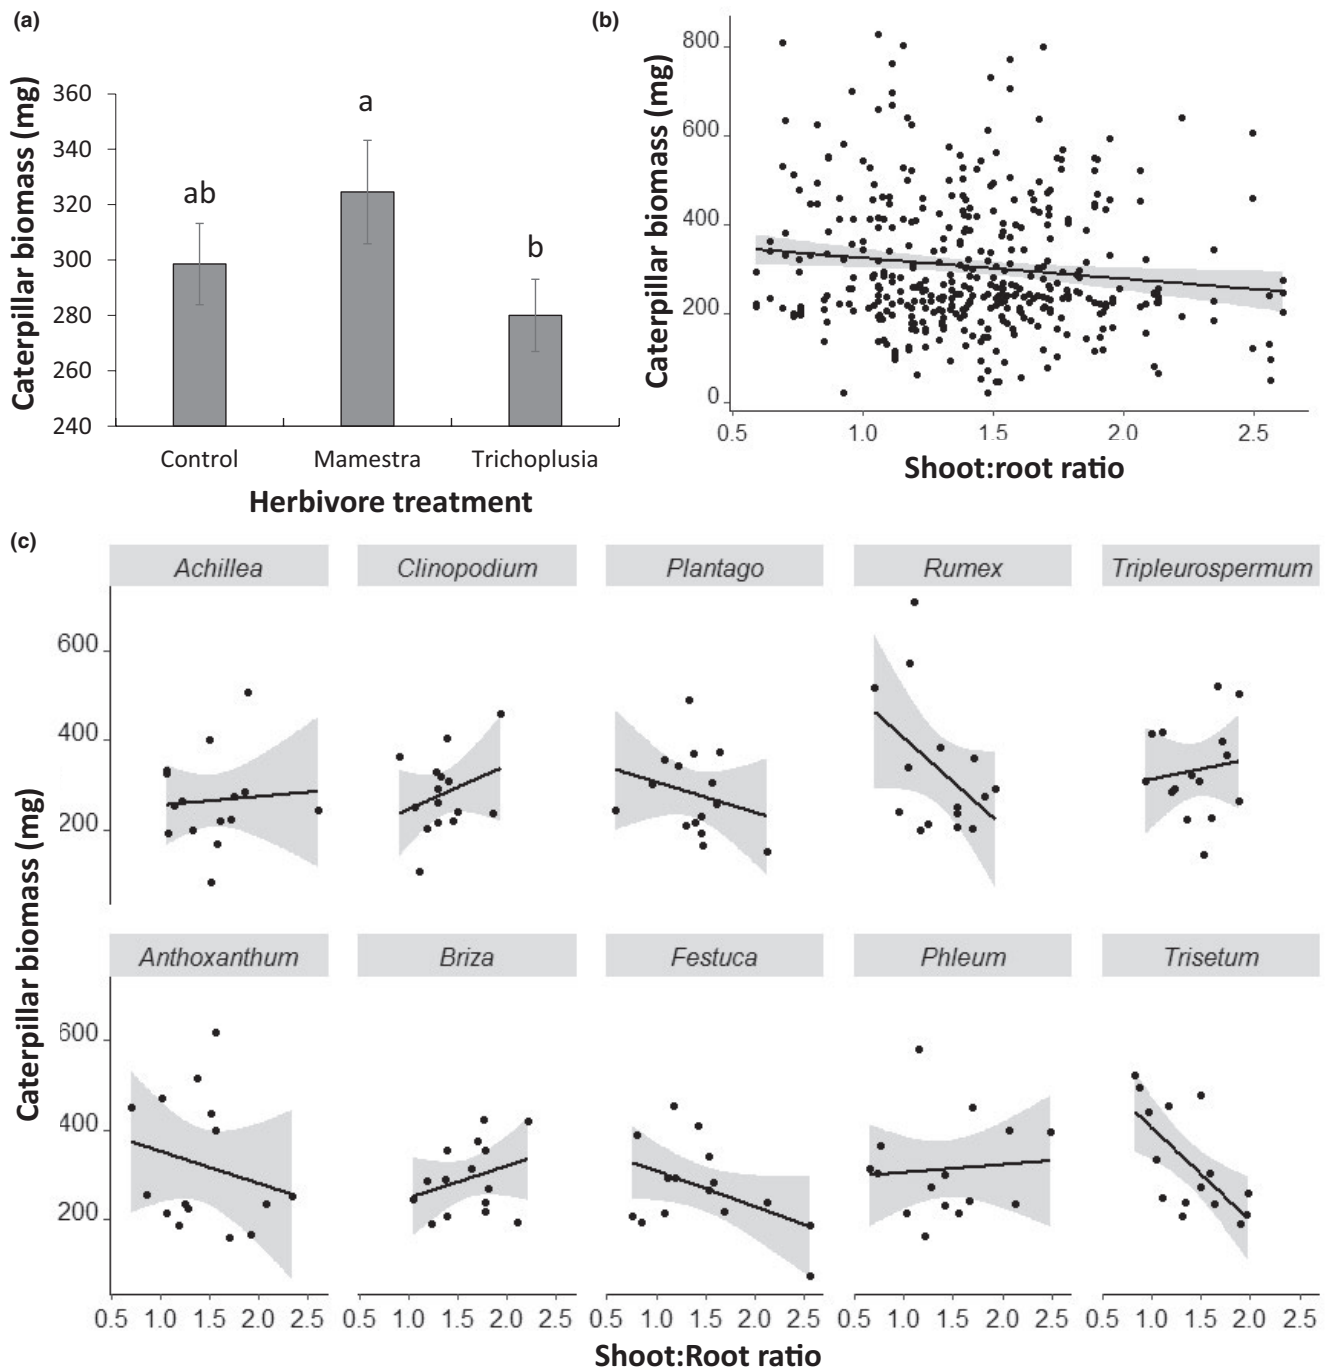 (a)
Caterpillar biomass (mg)
360
340
320
300
280
260
240
ab
a
b
Control Mamestra Trichoplusia
Herbivore treatment
(b)
Caterpillar biomass (mg)
800
600
400
200
0
0.5 1.0 1.5 2.0 2.5
Shoot:root ratio
(c)
Caterpillar biomass (mg)
Achillea Clinopodium Plantago Rumex Tripleurospermum
600
400
200
Anthoxanthum Briza Festuca Phleum Trisetum
600
400
200
0.5 1.0 1.5 2.0 2.5 0.5 1.0 1.5 2.0 2.5 0.5 1.0 1.5 2.0 2.5 0.5 1.0 1.5 2.0 2.5 0.5 1.0 1.5 2.0 2.5
Shoot:Root ratio